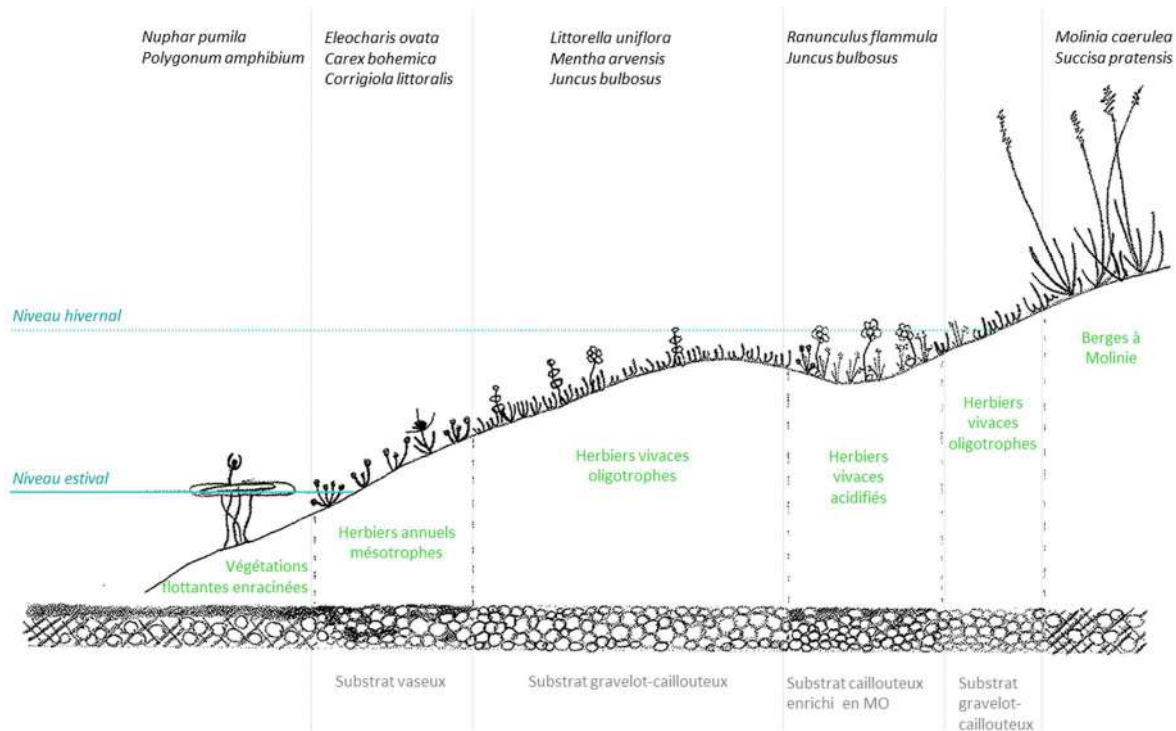 Nuphar pumila
Polygonum amphibium
Eleocharis ovata
Carex bohemica
Corrigiola littoralis
Littorella uniflora
Mentha arvensis
Juncus bulbosus
Ranunculus flammula
Juncus bulbosus
Molinia caerulea
Succisa pratensis
Niveau hivernal
Niveau estival
Végétations
flottantes enracinées
Herbiers annuels
mésotrophes
Herbiers vivaces
oligotrophes
Herbiers
vivaces
acidifiés
Herbiers
vivaces
oligotrophes
Berges à
Molinie
Substrat vaseux
Substrat gravelot-caillouteux
Substrat caillouteux
enrichi en MO
Substrat
gravelot-
caillouteux